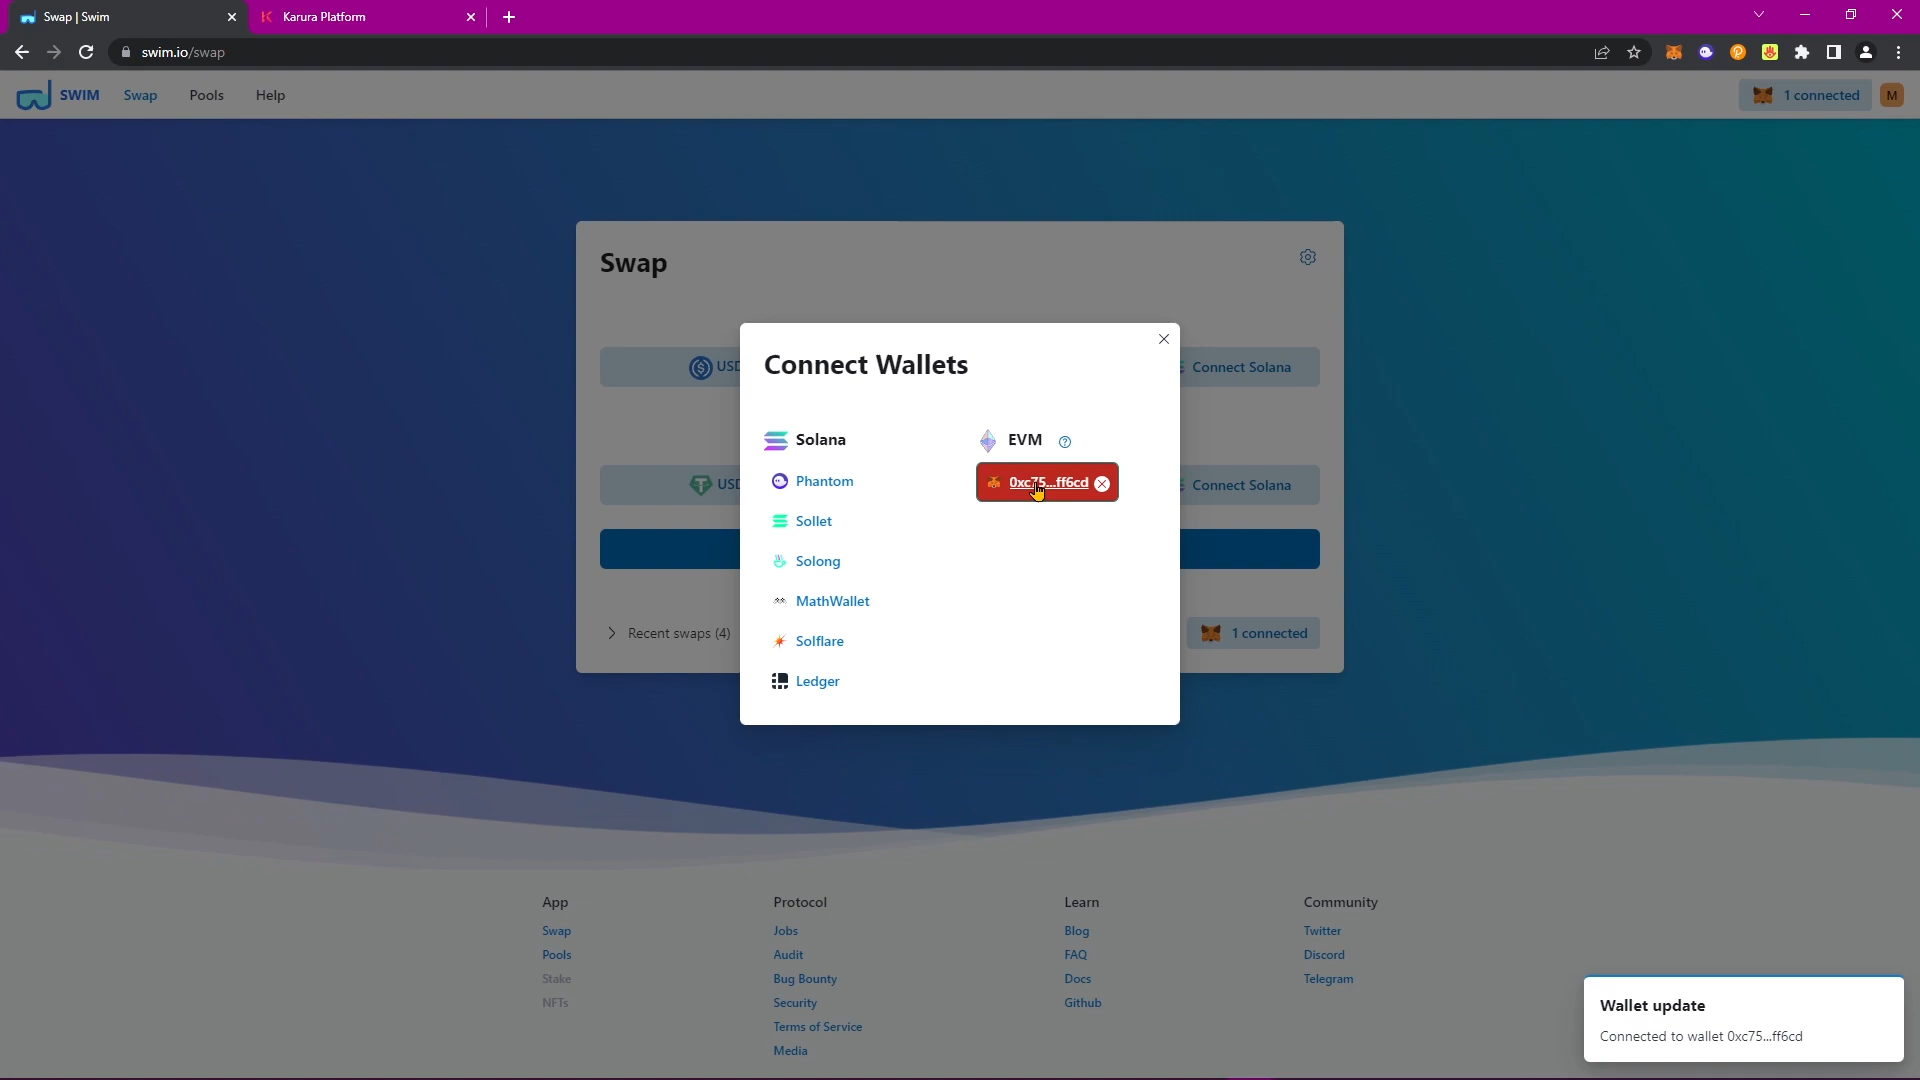 Swap | Swim
Karura Platform
swim.io/swap
SWIM
Swap
Pools
Help
1 connected
M
Swap
Connect Solana
Connect Solana
Recent swaps (4)
1 connected
Connect Wallets
Solana
Phantom
Sollet
Solong
MathWallet
Solflare
Ledger
EVM
0xc75...ff6cd
App
Swap
Pools
Stake
NFTs
Protocol
Jobs
Audit
Bug Bounty
Security
Terms of Service
Media
Learn
Blog
FAQ
Docs
Github
Community
Twitter
Discord
Telegram
Wallet update
Connected to wallet 0xc75...ff6cd